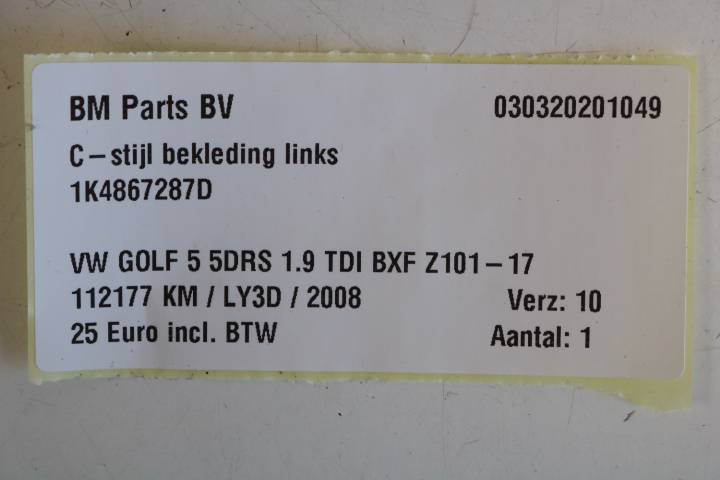 BM Parts BV 030320201049
C-stijl bekleding links
1K4867287D
VW GOLF 5 5DRS 1.9 TDI BXF Z101-17
112177 KM / LY3D / 2008 Verz: 10
25 Euro incl. BTW Aantal: 1